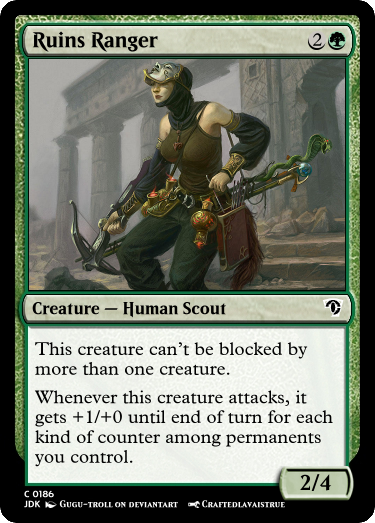 Ruins Ranger 2
Creature — Human Scout
This creature can't be blocked by
more than one creature.
Whenever this creature attacks, it
gets +1/+0 until end of turn for each
kind of counter among permanents
you control.
2/4
C 0186
JDK Gugu-troll on deviantart Craftedlavaistrue